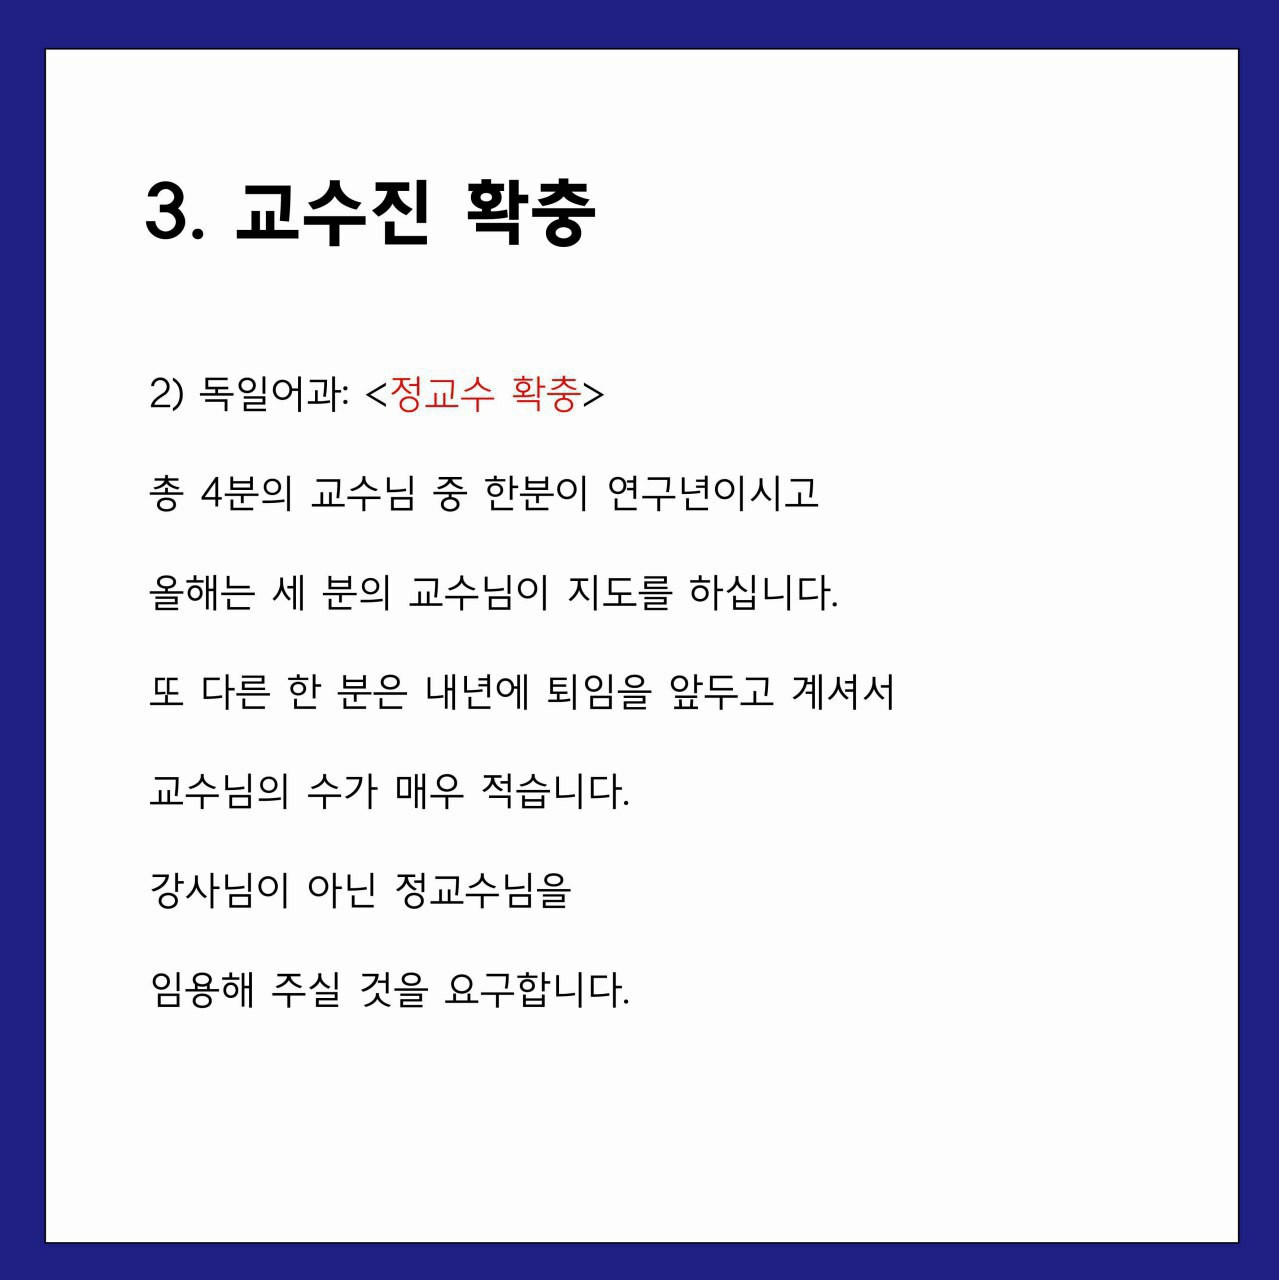 3. 교수진 확충
2) 독일어과: <정교수 확충>
총 4분의 교수님 중 한분이 연구년이시고
올해는 세 분의 교수님이 지도를 하십니다.
또 다른 한 분은 내년에 퇴임을 앞두고 계셔서
교수님의 수가 매우 적습니다.
강사님이 아닌 정교수님을
임용해 주실 것을 요구합니다.